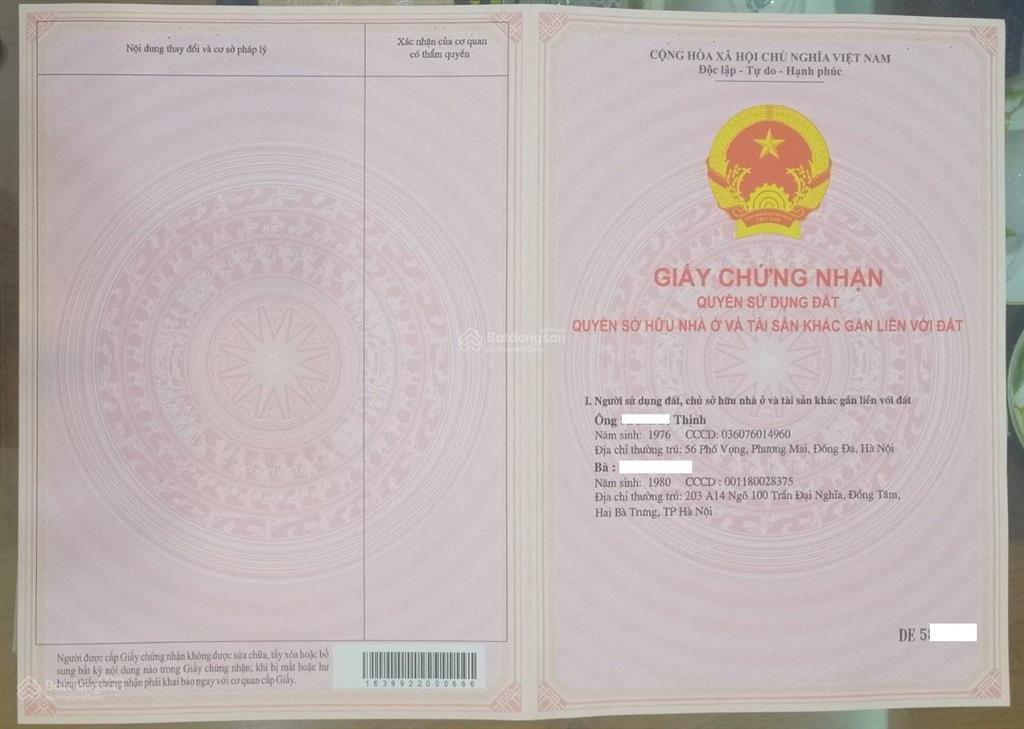 Nội dung thay đổi và cơ sở pháp lý
Xác nhận của cơ quan
có thẩm quyền
Người được cấp Giấy chứng nhận không được sửa chữa, tẩy xóa hoặc bổ
sung bất kỳ nội dung nào trong Giấy chứng nhận; khi bị mất hoặc hư
hỏng Giấy chứng nhận phải khai báo ngay với cơ quan cấp Giấy.
1639922000666
CỘNG HÒA XÃ HỘI CHỦ NGHĨA VIỆT NAM
Độc lập - Tự do - Hạnh phúc
GIẤY CHỨNG NHẬN
QUYỀN SỬ DỤNG ĐẤT
QUYỀN SỞ HỮU NHÀ Ở VÀ TÀI SẢN KHÁC GẮN LIỀN VỚI ĐẤT
I. Người sử dụng đất, chủ sở hữu nhà ở và tài sản khác gắn liền với đất
Ông Thịnh
Năm sinh: 1976 CCCD: 036076014960
Địa chỉ thường trú: 56 Phố Vọng, Phương Mai, Đống Đa, Hà Nội
Bà :
Năm sinh: 1980 CCCD : 001180028375
Địa chỉ thường trú: 203 A14 Ngõ 100 Trần Đại Nghĩa, Đồng Tâm,
Hai Bà Trưng, TP Hà Nội
DE 5
Batdongsan
by PropertyGuru
Batdongsan